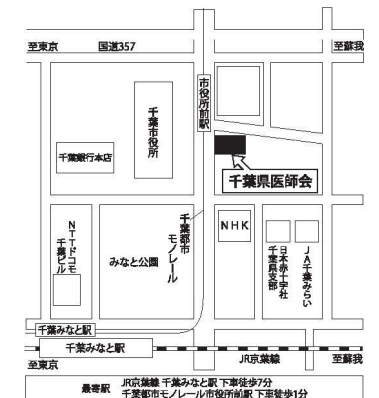 至東京
国道357
至蘇我
市役所前駅
千葉市役所
千葉銀行本店
千葉県医師会
NTTドコモ
千葉ビル
みなと公園
千葉都市
モノレール
NHK
日本赤十字社
千葉県支部
JA千葉みらい
千葉みなと駅
千葉みなと駅
JR京葉線
至東京
至蘇我
最寄駅
JR京葉線 千葉みなと駅 下車徒歩7分
千葉都市モノレール市役所前駅 下車徒歩1分